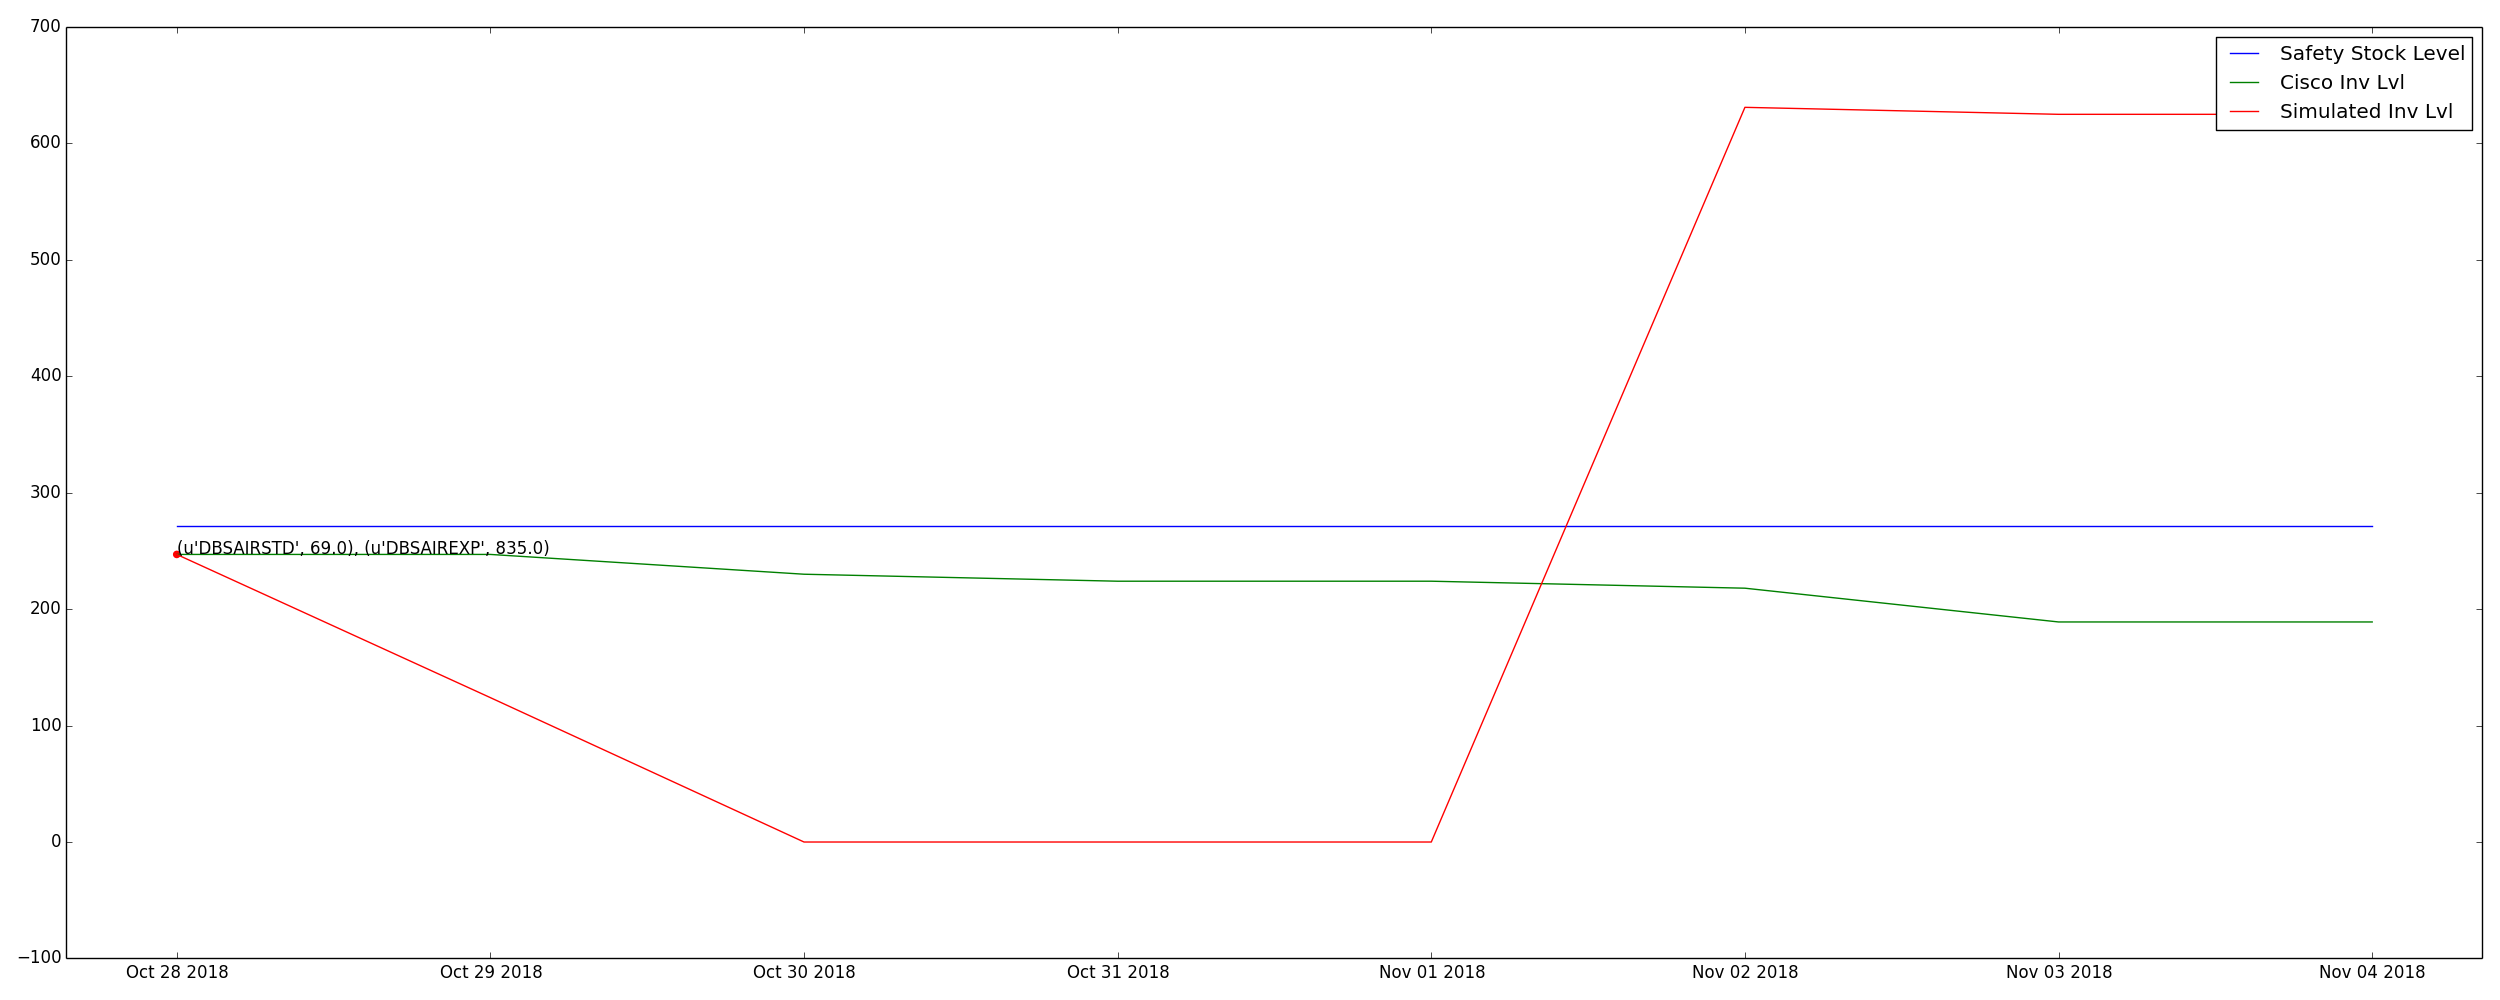 700
600
500
400
300
200
100
0
−100
Safety Stock Level
Cisco Inv Lvl
Simulated Inv Lvl
(u'DBSAIRSTD', 69.0), (u'DBSAIREXP', 835.0)
Oct 28 2018 Oct 29 2018 Oct 30 2018 Oct 31 2018 Nov 01 2018 Nov 02 2018 Nov 03 2018 Nov 04 2018